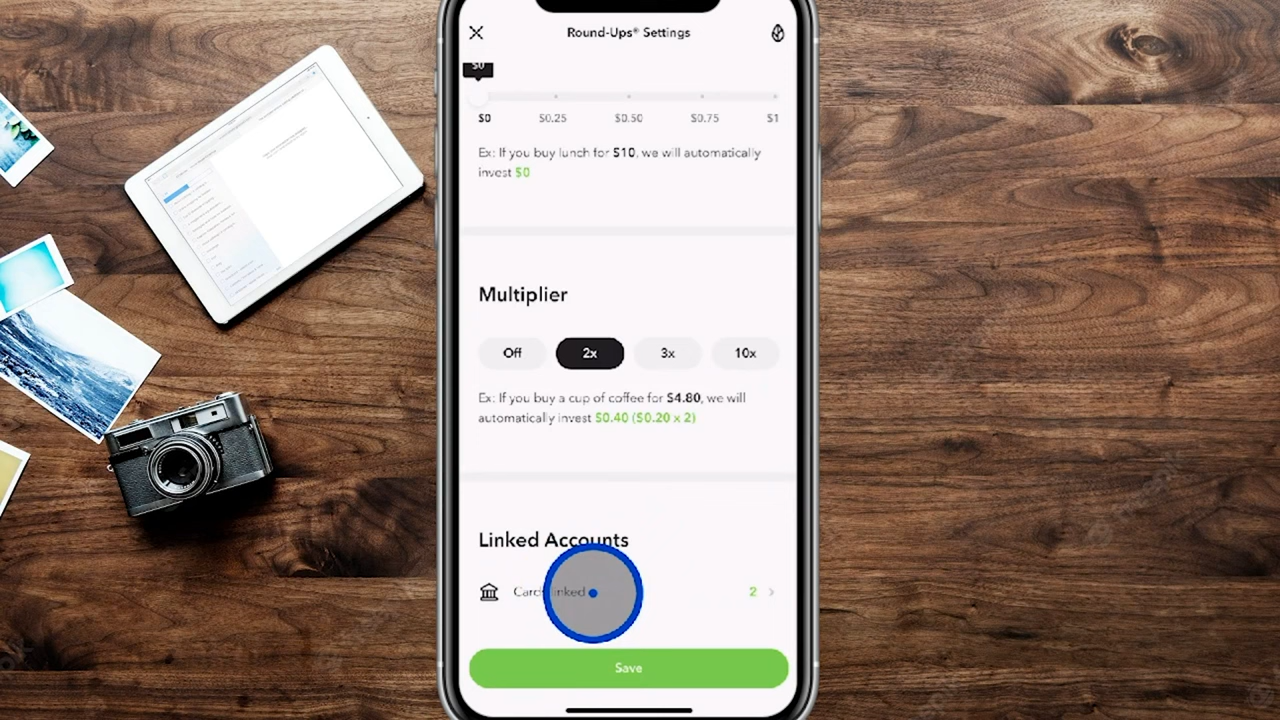 Round-Ups® Settings
$0
$0 $0.25 $0.50 $0.75 $1
Ex: If you buy lunch for $10, we will automatically
invest $0
Multiplier
Off 2x 3x 10x
Ex: If you buy a cup of coffee for $4.80, we will
automatically invest $0.40 ($0.20 x 2)
Linked Accounts
Cards linked 2
Save